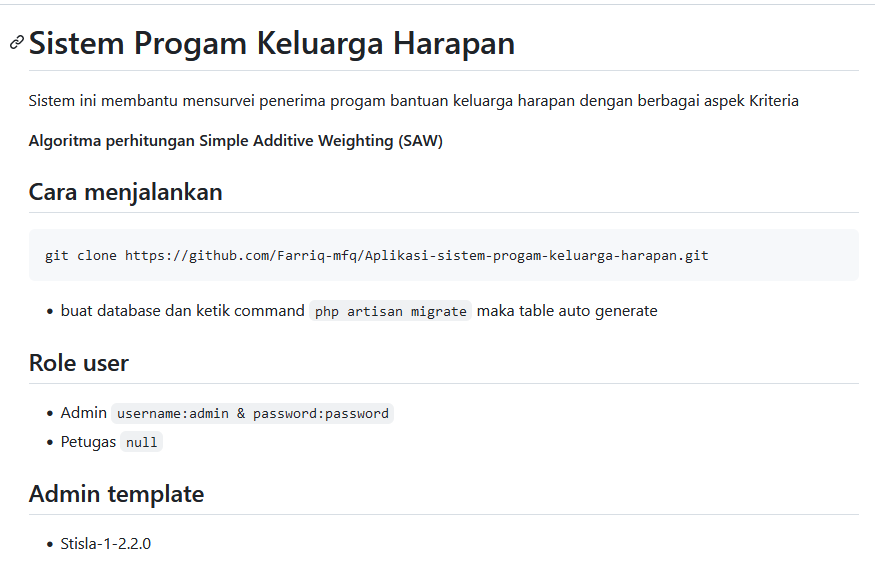 Sistem Progam Keluarga Harapan
Sistem ini membantu mensurvei penerima progam bantuan keluarga harapan dengan berbagai aspek Kriteria
Algoritma perhitungan Simple Additive Weighting (SAW)
Cara menjalankan
git clone https://github.com/Farriq-mfq/Aplikasi-sistem-progam-keluarga-harapan.git
• buat database dan ketik command php artisan migrate maka table auto generate
Role user
• Admin username:admin & password:password
• Petugas null
Admin template
• Stisla-1-2.2.0